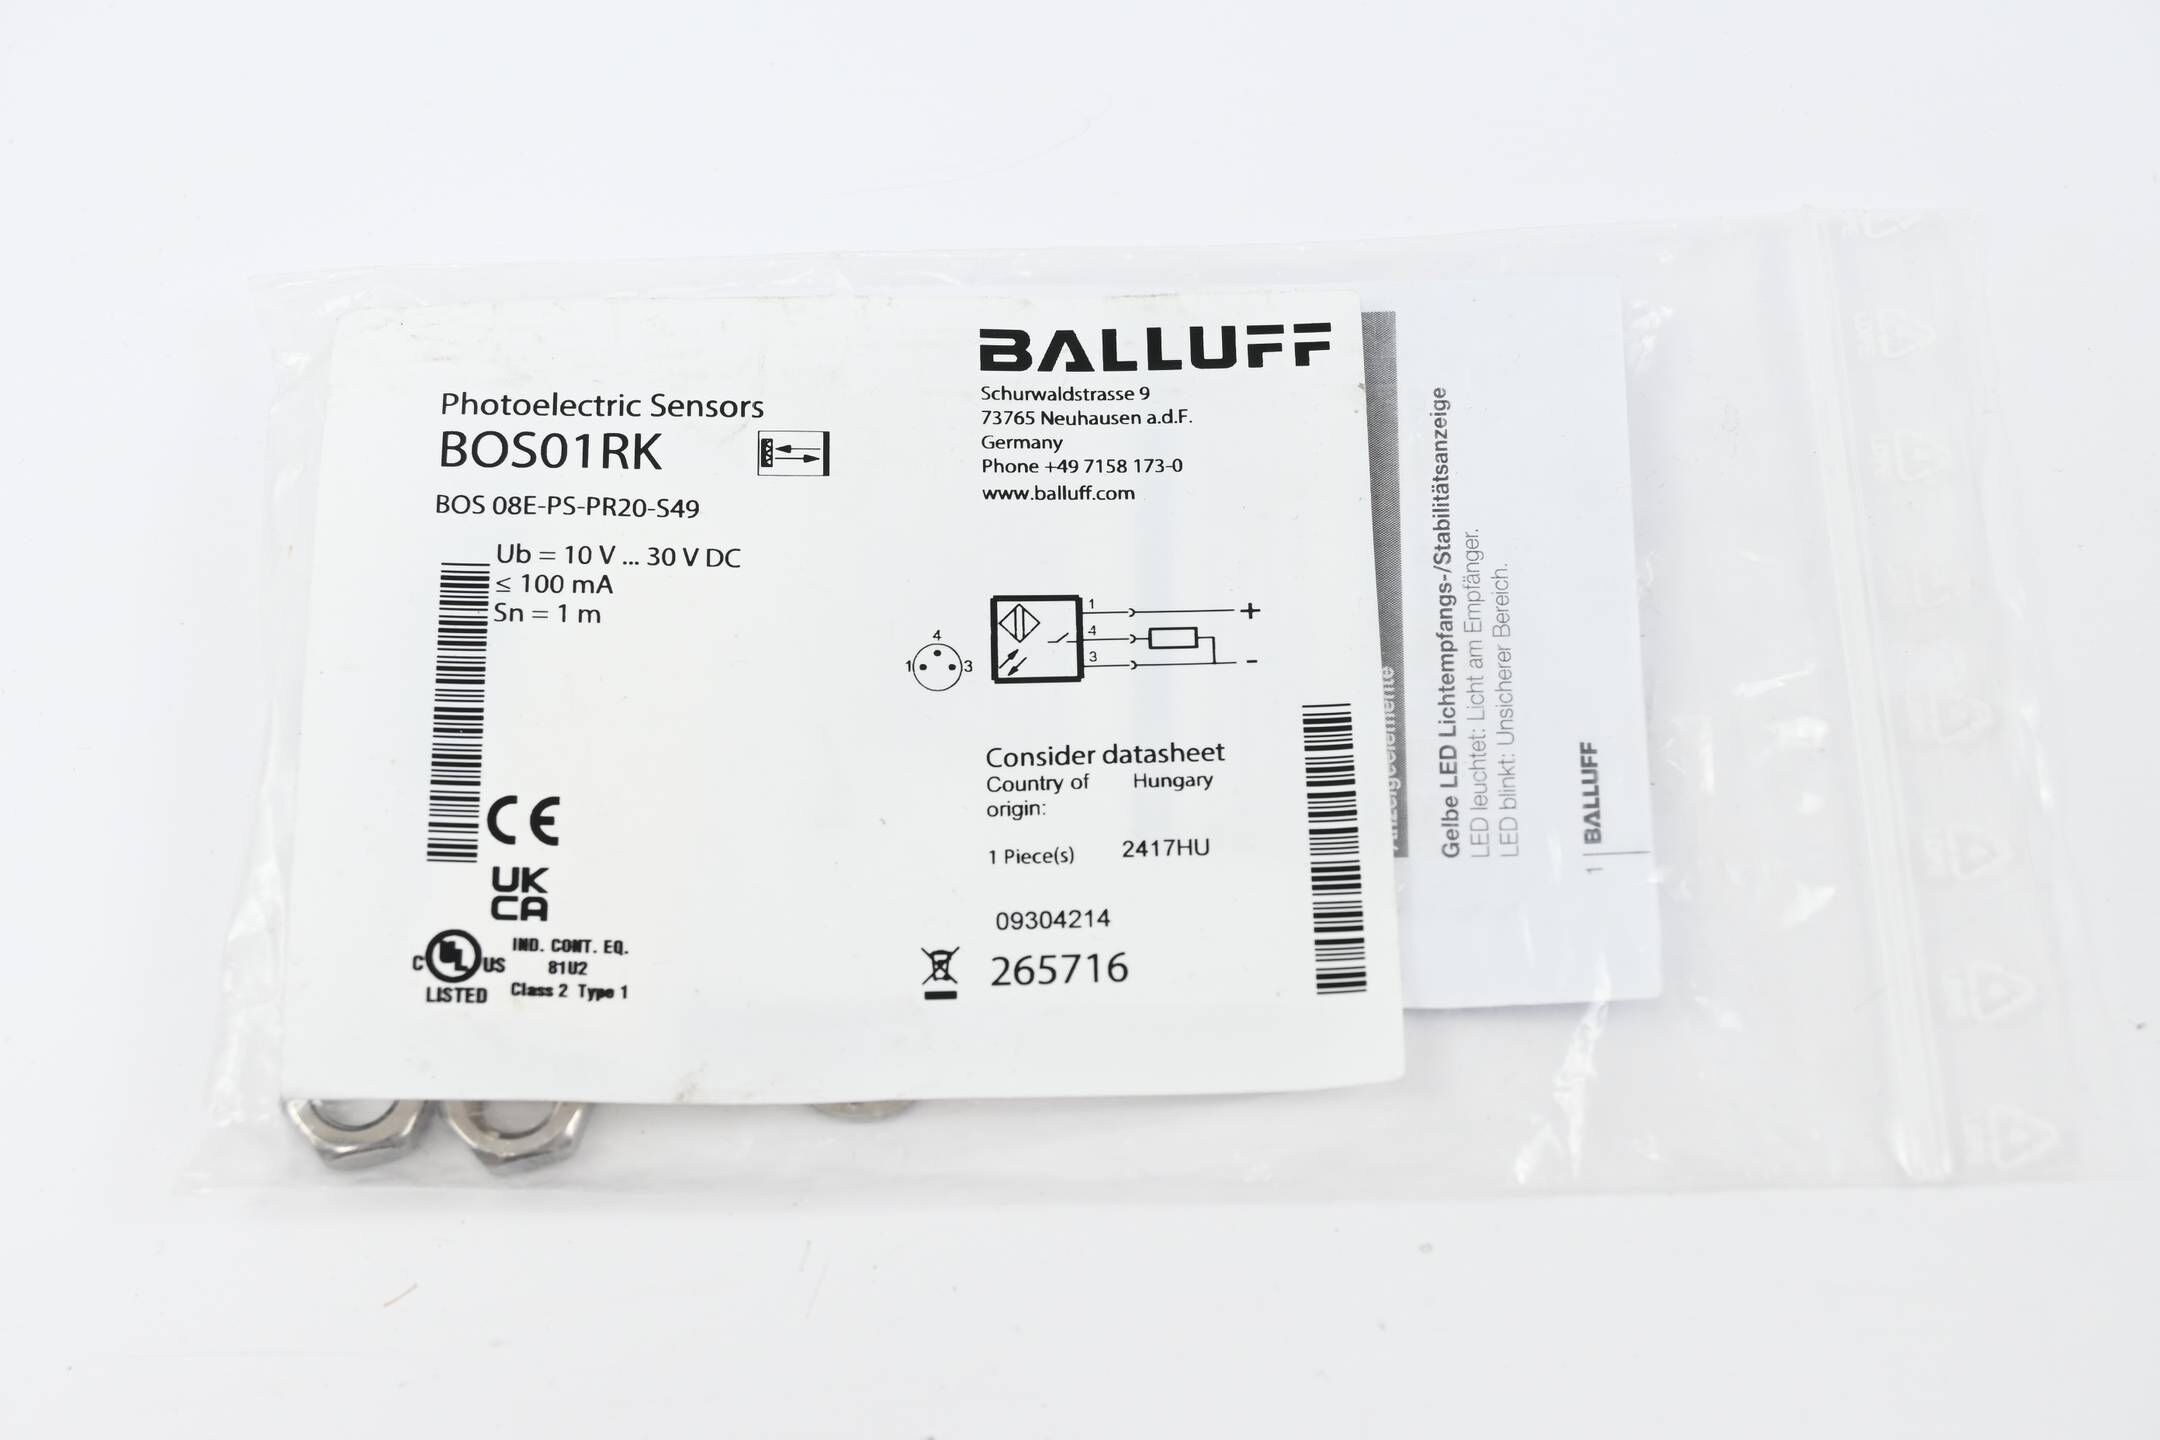 BALLUFF
Schurwaldstrasse 9
73765 Neuhausen a.d.F.
Germany
Phone +49 7158 173-0
www.balluff.com
Photoelectric Sensors
BOS01RK
BOS 08E-PS-PR20-S49
Ub = 10 V ... 30 V DC
≤ 100 mA
Sn = 1 m
4
1 3
1 +
4
3 -
CE
UK
CA
C UL US
LISTED
IND. CONT. EQ.
81U2
Class 2 Type 1
Consider datasheet
Country of Hungary
origin:
1 Piece(s) 2417HU
09304214
265716
Anzeigeelemente
Gelbe LED Lichtempfangs-/Stabilitätsanzeige
LED leuchtet: Licht am Empfänger.
LED blinkt: Unsicherer Bereich.
1 BALLUFF